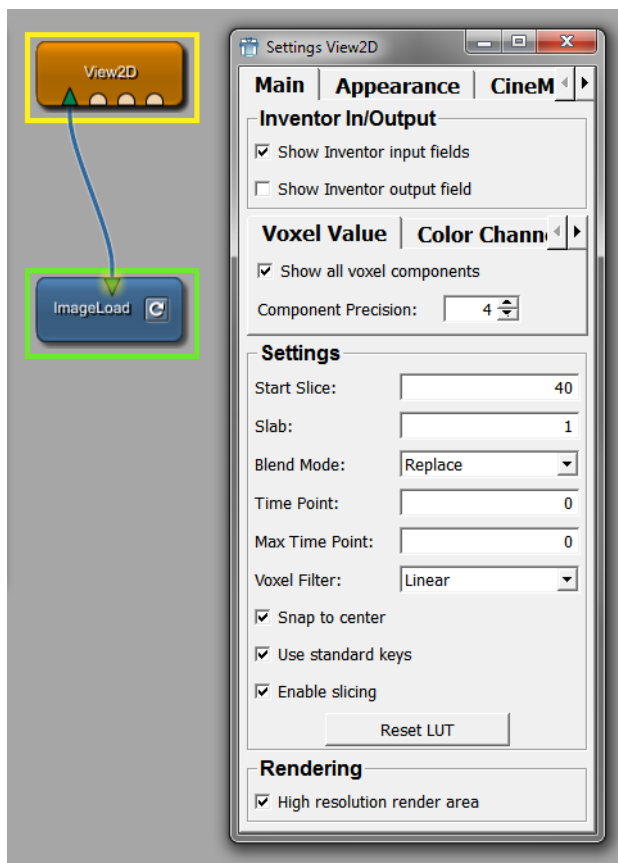 View2D
ImageLoad
Settings View2D
Main Appearance CineM
Inventor In/Output
Show Inventor input fields
Show Inventor output field
Voxel Value Color Chann
Show all voxel components
Component Precision: 4
Settings
Start Slice: 40
Slab: 1
Blend Mode: Replace
Time Point: 0
Max Time Point: 0
Voxel Filter: Linear
Snap to center
Use standard keys
Enable slicing
Reset LUT
Rendering
High resolution render area